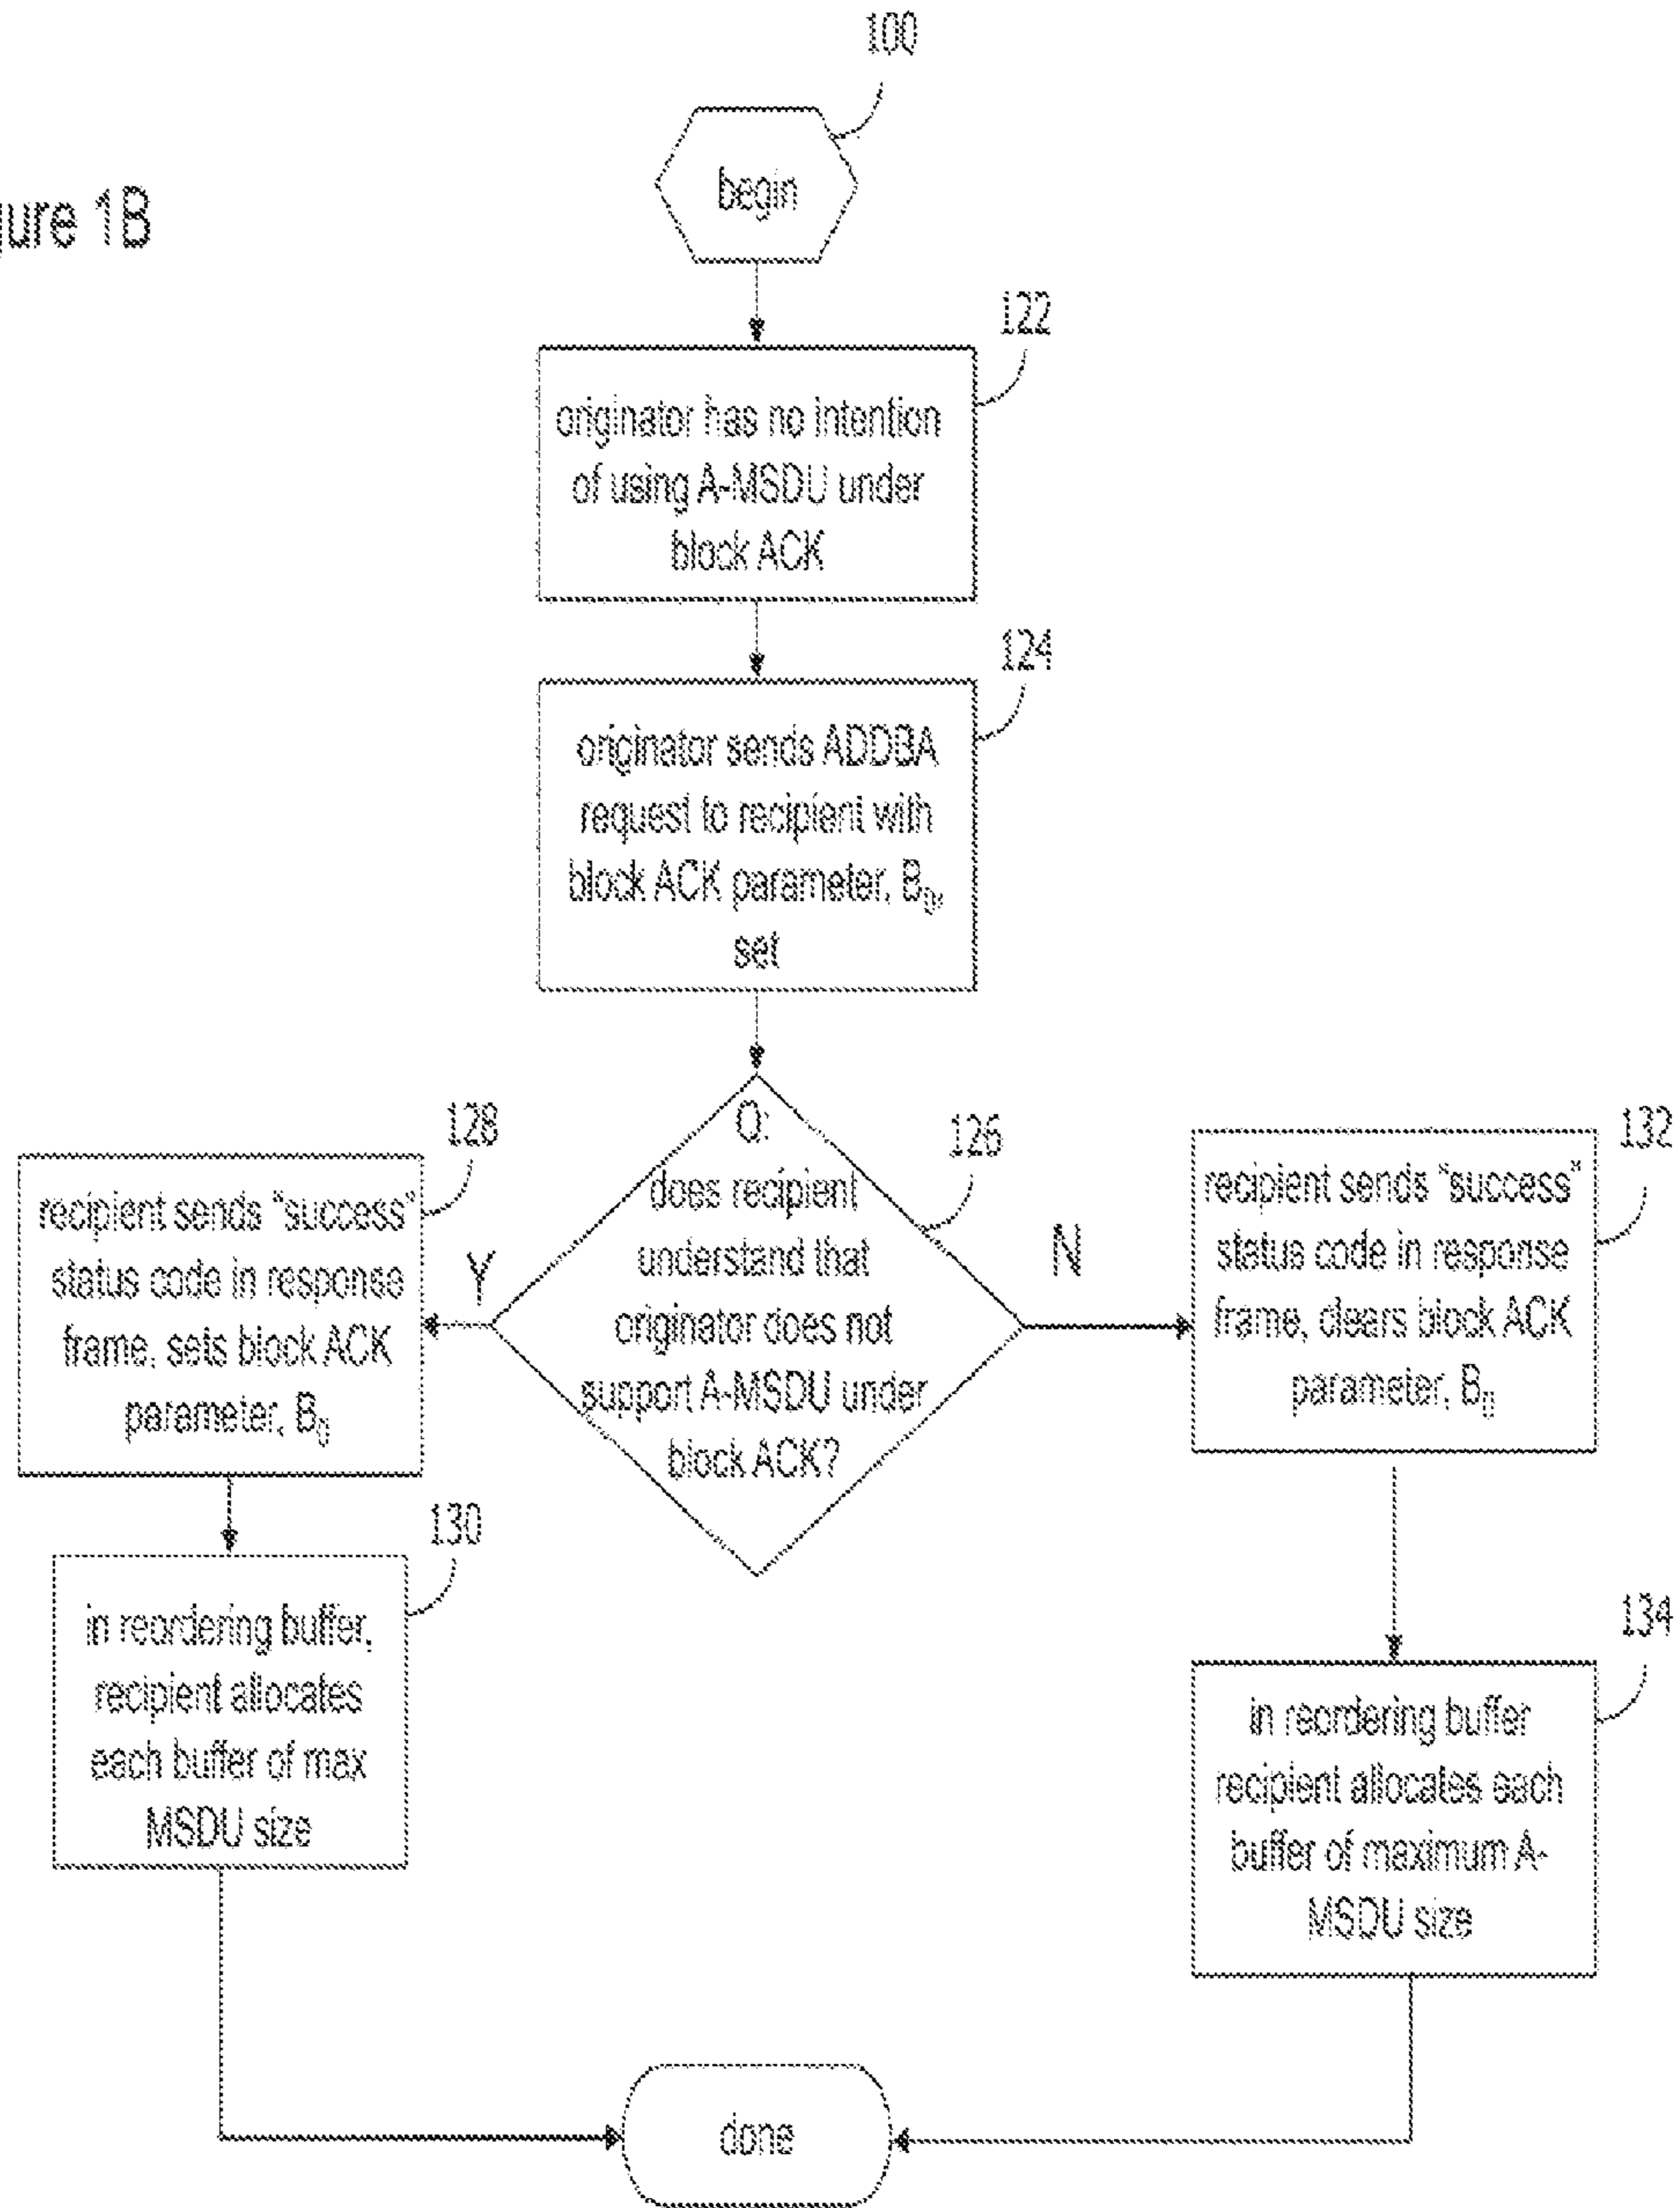 100
gure 1B
begin
122
originator has no intention
of using A-MSDU under
block ACK
124
originator sends ADDBA
request to recipient with
block ACK parameter, B₀,
set
126
Q:
does recipient
understand that
originator does not
support A-MSDU under
block ACK?
Y
N
128
recipient sends "success"
status code in response
frame, sets block ACK
parameter, B₀
132
recipient sends "success"
status code in response
frame, clears block ACK
parameter, B₀
130
in reordering buffer,
recipient allocates
each buffer of max
MSDU size
134
in reordering buffer
recipient allocates each
buffer of maximum A-
MSDU size
done